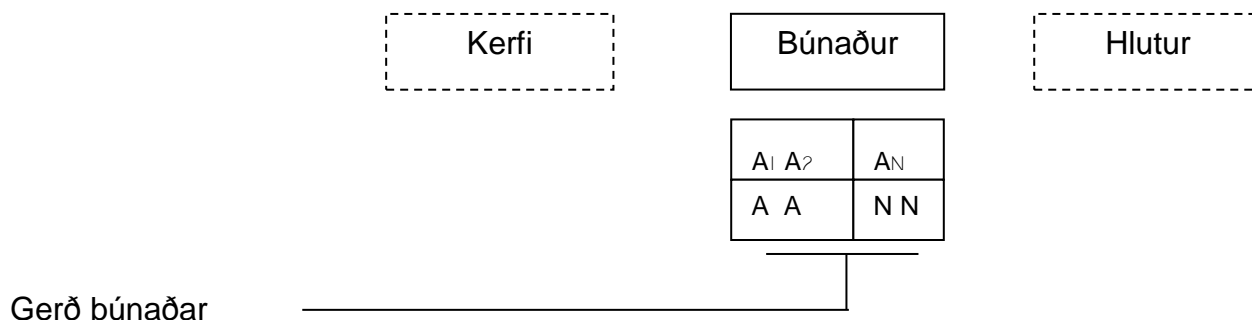 Kerfi Búnaður Hlutur
A1 A2 AN
A A N N
Gerð búnaðar